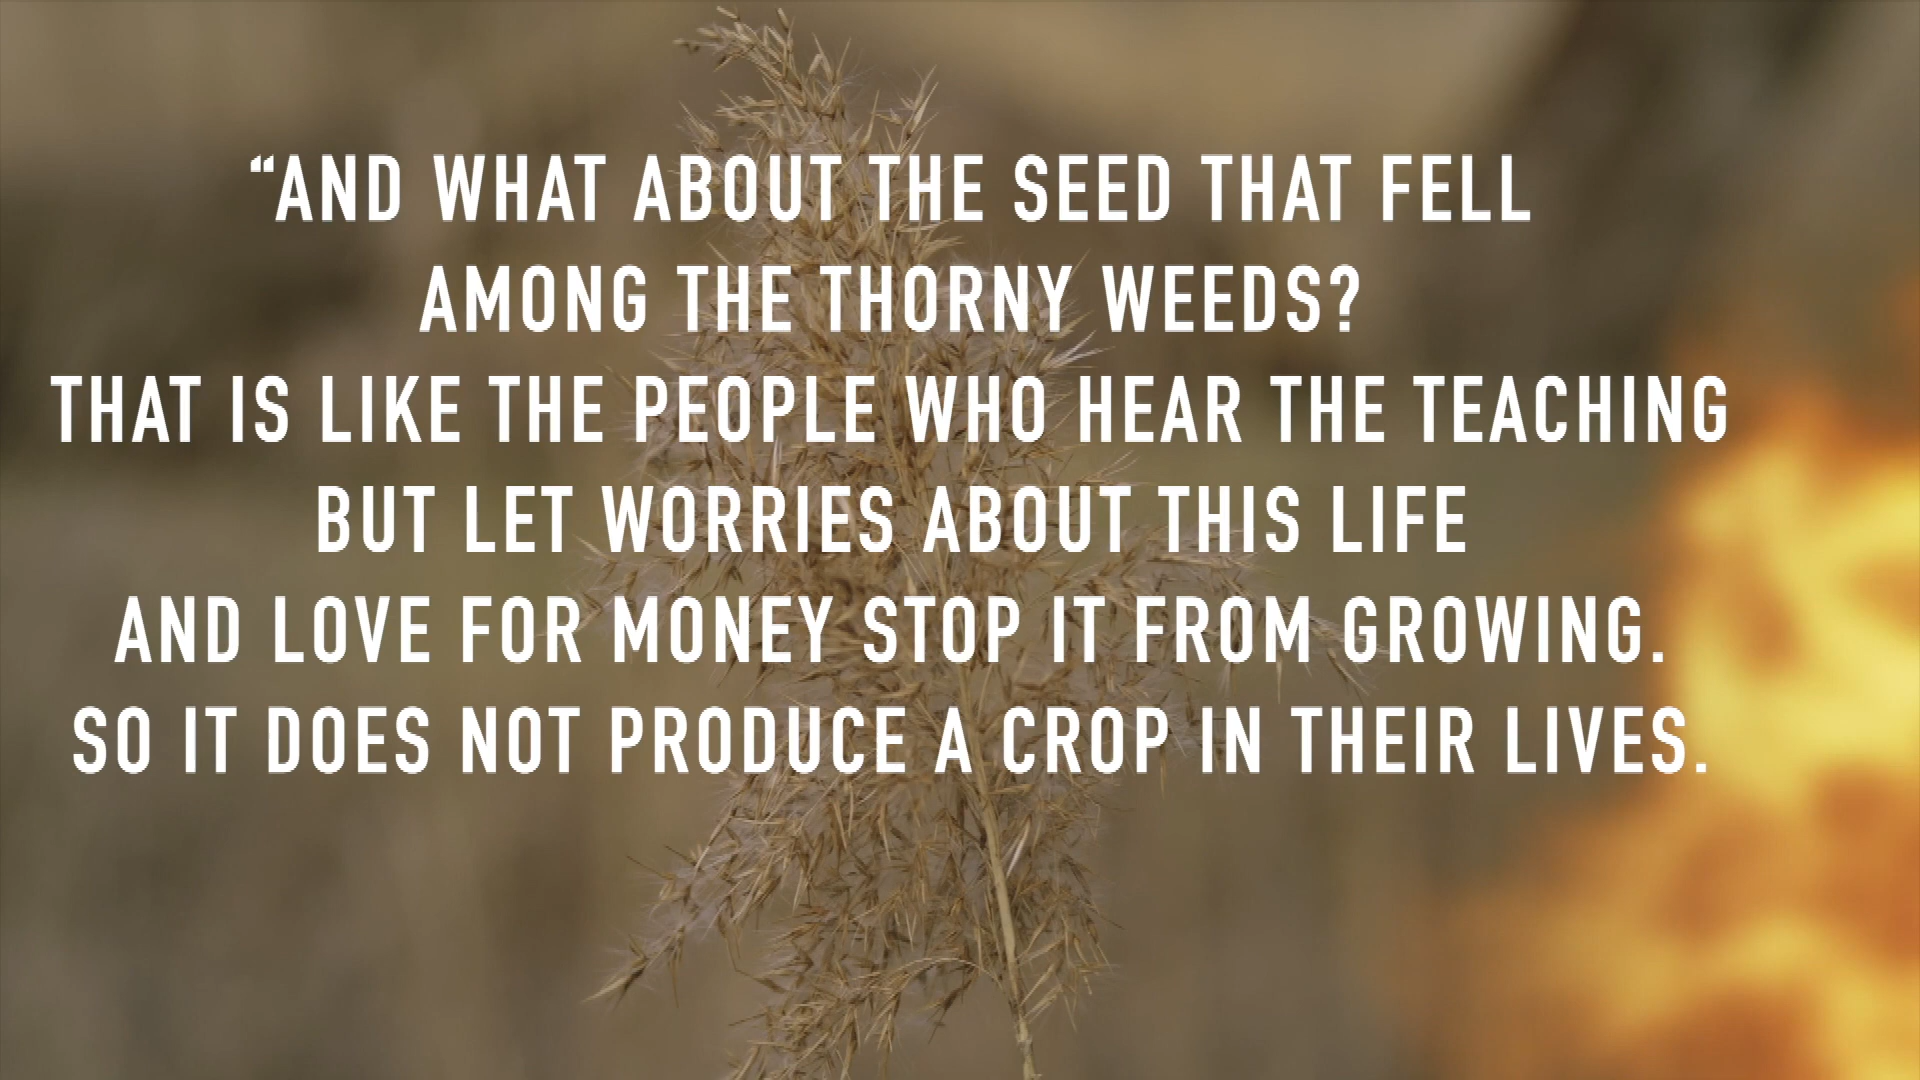 “AND WHAT ABOUT THE SEED THAT FELL
AMONG THE THORNY WEEDS?
THAT IS LIKE THE PEOPLE WHO HEAR THE TEACHING
BUT LET WORRIES ABOUT THIS LIFE
AND LOVE FOR MONEY STOP IT FROM GROWING.
SO IT DOES NOT PRODUCE A CROP IN THEIR LIVES.